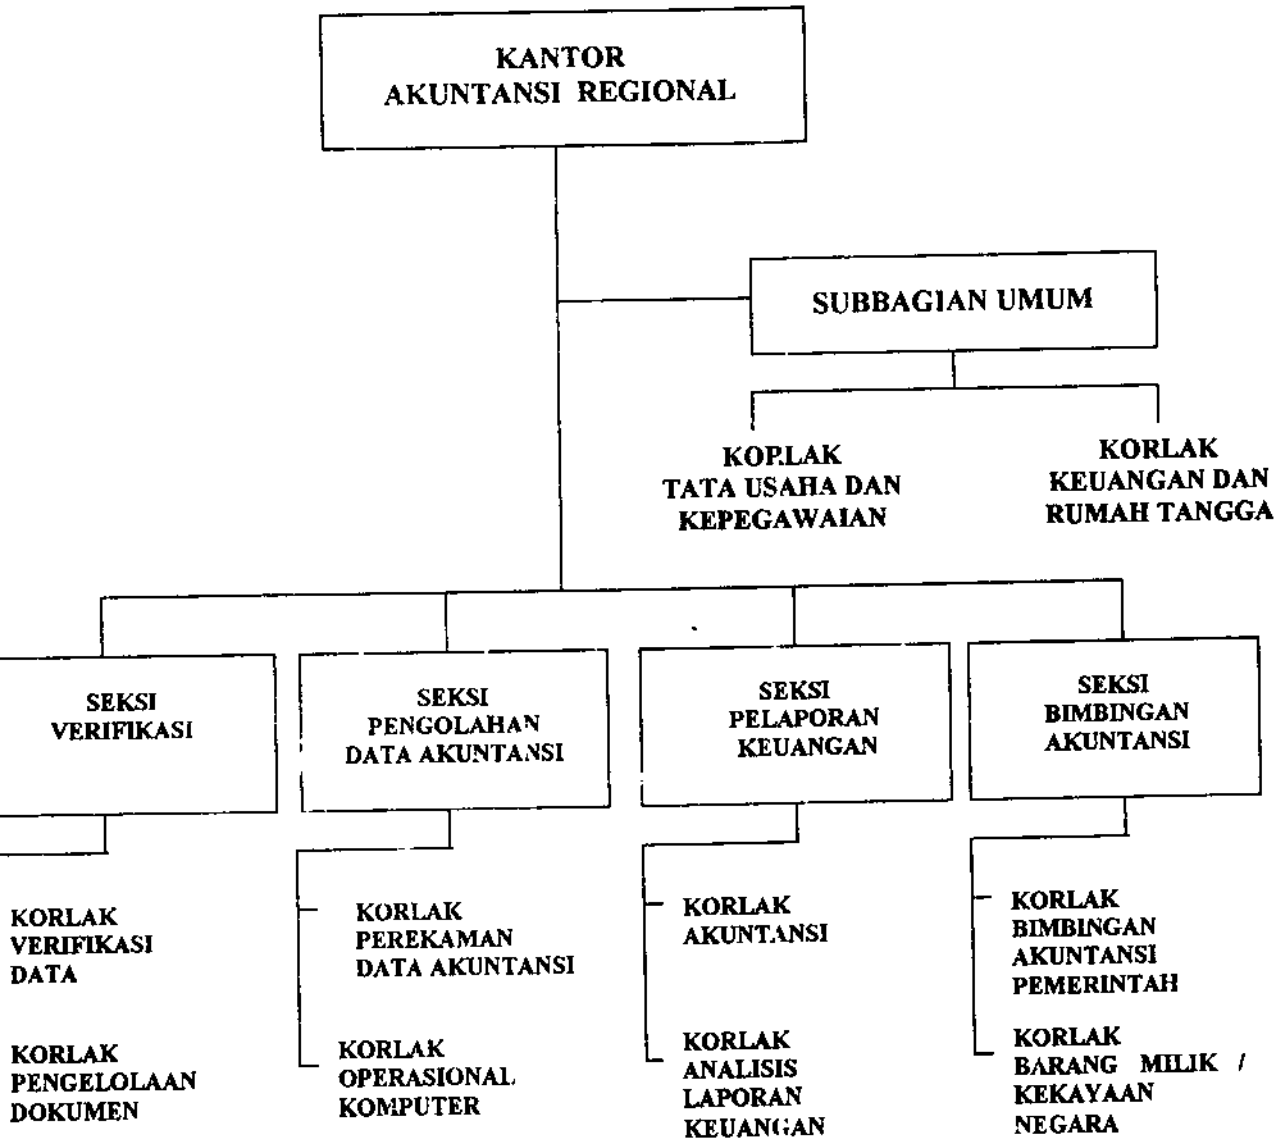 KANTOR
AKUNTANSI REGIONAL
SUBBAGIAN UMUM
KORLAK
TATA USAHA DAN
KEPEGAWAIAN
KORLAK
KEUANGAN DAN
RUMAH TANGGA
SEKSI
VERIFIKASI
SEKSI
PENGOLAHAN
DATA AKUNTANSI
SEKSI
PELAPORAN
KEUANGAN
SEKSI
BIMBINGAN
AKUNTANSI
KORLAK
VERIFIKASI
DATA
KORLAK
PENGELOLAAN
DOKUMEN
KORLAK
PEREKAMAN
DATA AKUNTANSI
KORLAK
OPERASIONAL
KOMPUTER
KORLAK
AKUNTANSI
KORLAK
ANALISIS
LAPORAN
KEUANGAN
KORLAK
BIMBINGAN
AKUNTANSI
PEMERINTAH
KORLAK
BARANG MILIK /
KEKAYAAN
NEGARA